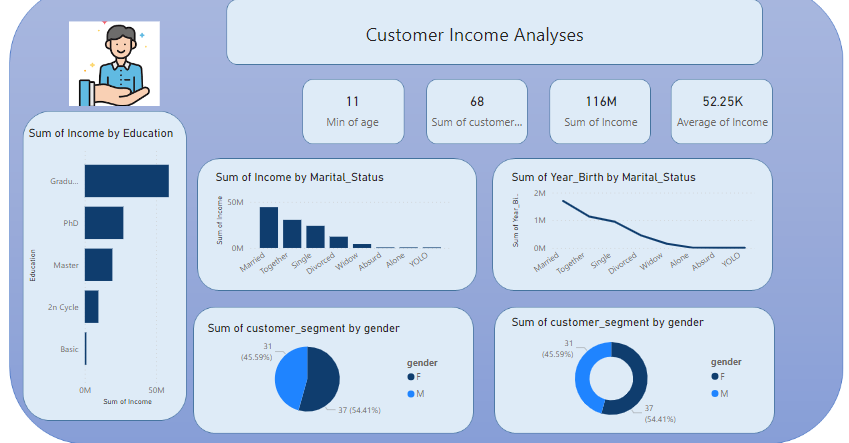 Customer Income Analyses
11
Min of age
68
Sum of customer...
116M
Sum of Income
52.25K
Average of Income
Sum of Income by Education
Education
Gradu...
PhD
Master
2n Cycle
Basic
0M
50M
Sum of Income
Sum of Income by Marital_Status
Sum of Income
50M
0M
Married
Together
Single
Divorced
Widow
Absurd
Alone
YOLO
Sum of Year_Birth by Marital_Status
Sum of Year_Bi...
2M
1M
0M
Married
Together
Single
Divorced
Widow
Alone
Absurd
YOLO
Sum of customer_segment by gender
31
(45.59%)
37 (54.41%)
gender
F
M
Sum of customer_segment by gender
31
(45.59%)
37
(54.41%)
gender
F
M